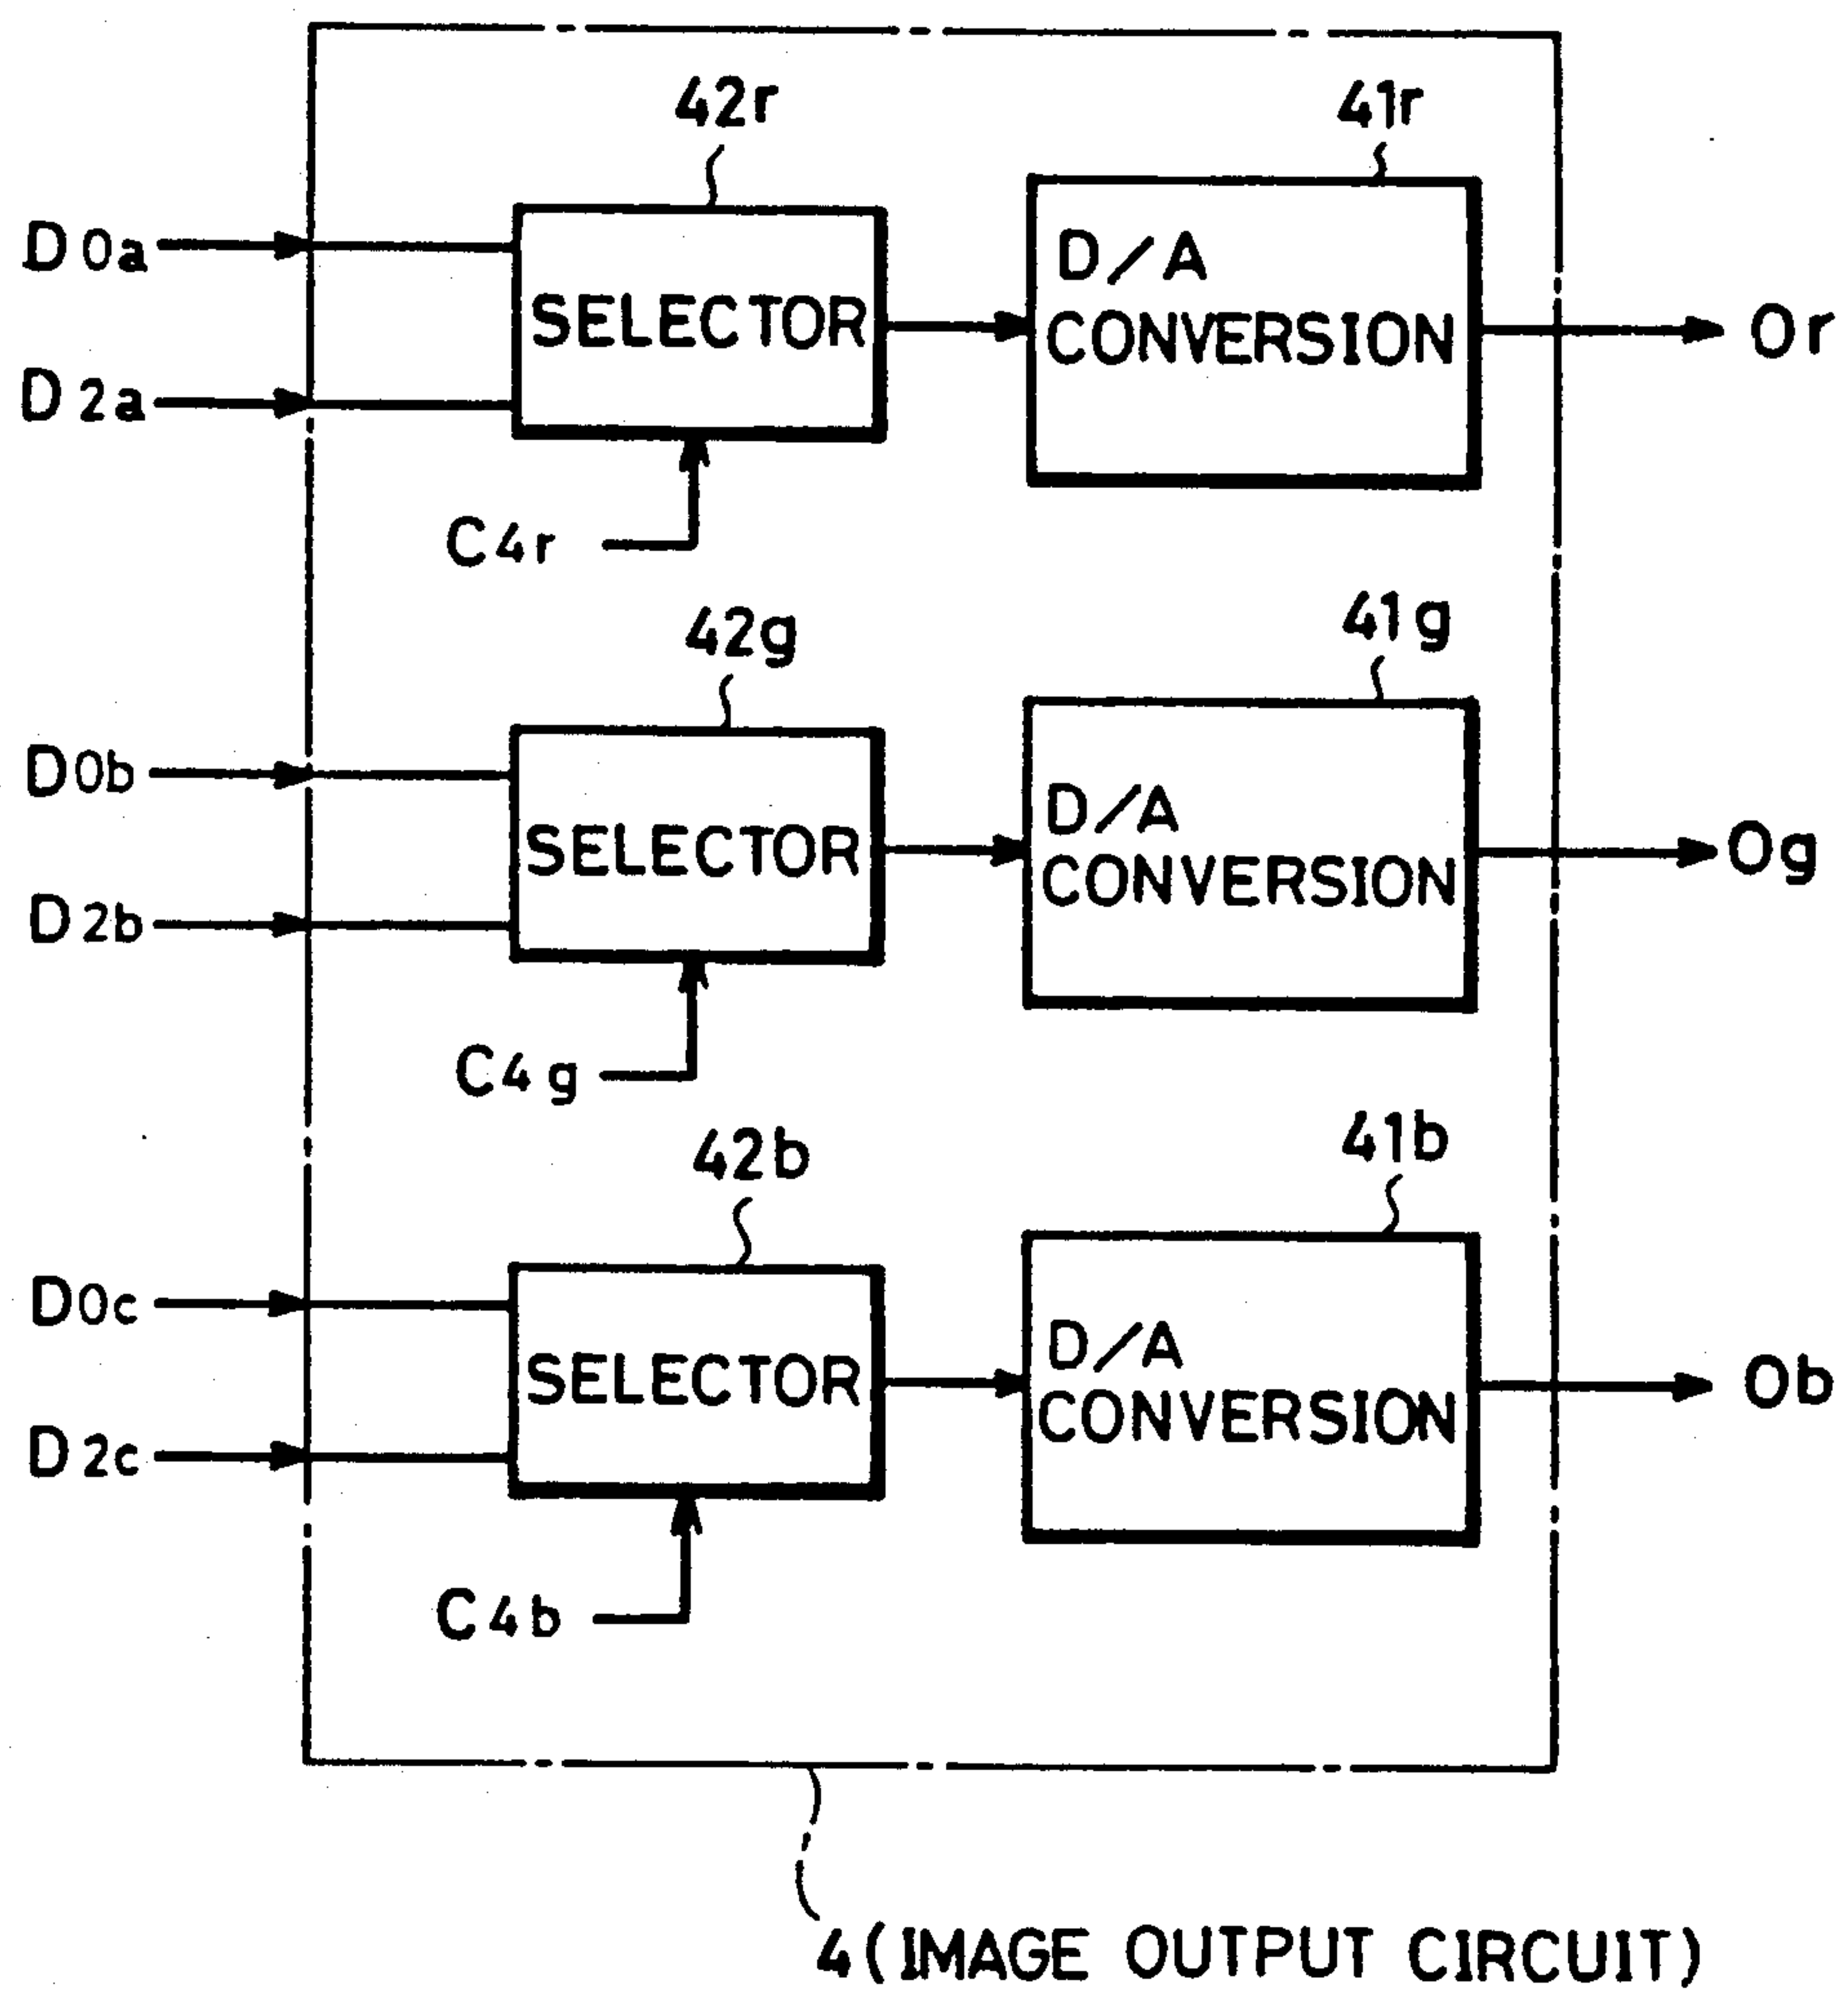 42r
41r
D0a
D2a
SELECTOR
D/A
CONVERSION
Or
C4r
42g
41g
D0b
D2b
SELECTOR
D/A
CONVERSION
Og
C4g
42b
41b
D0c
D2c
SELECTOR
D/A
CONVERSION
Ob
C4b
4(IMAGE OUTPUT CIRCUIT)